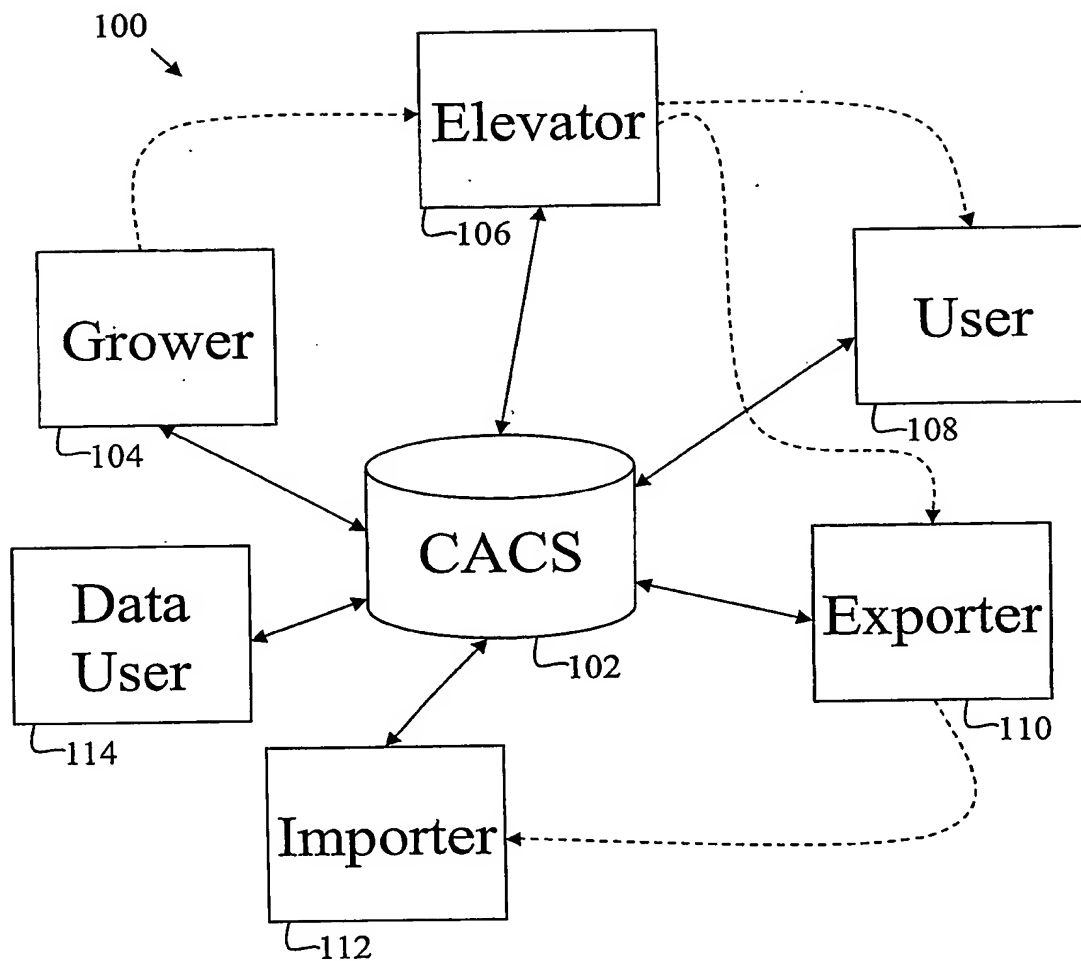 100
Elevator
106
Grower
104
User
108
CACS
102
Data
User
114
Exporter
110
Importer
112